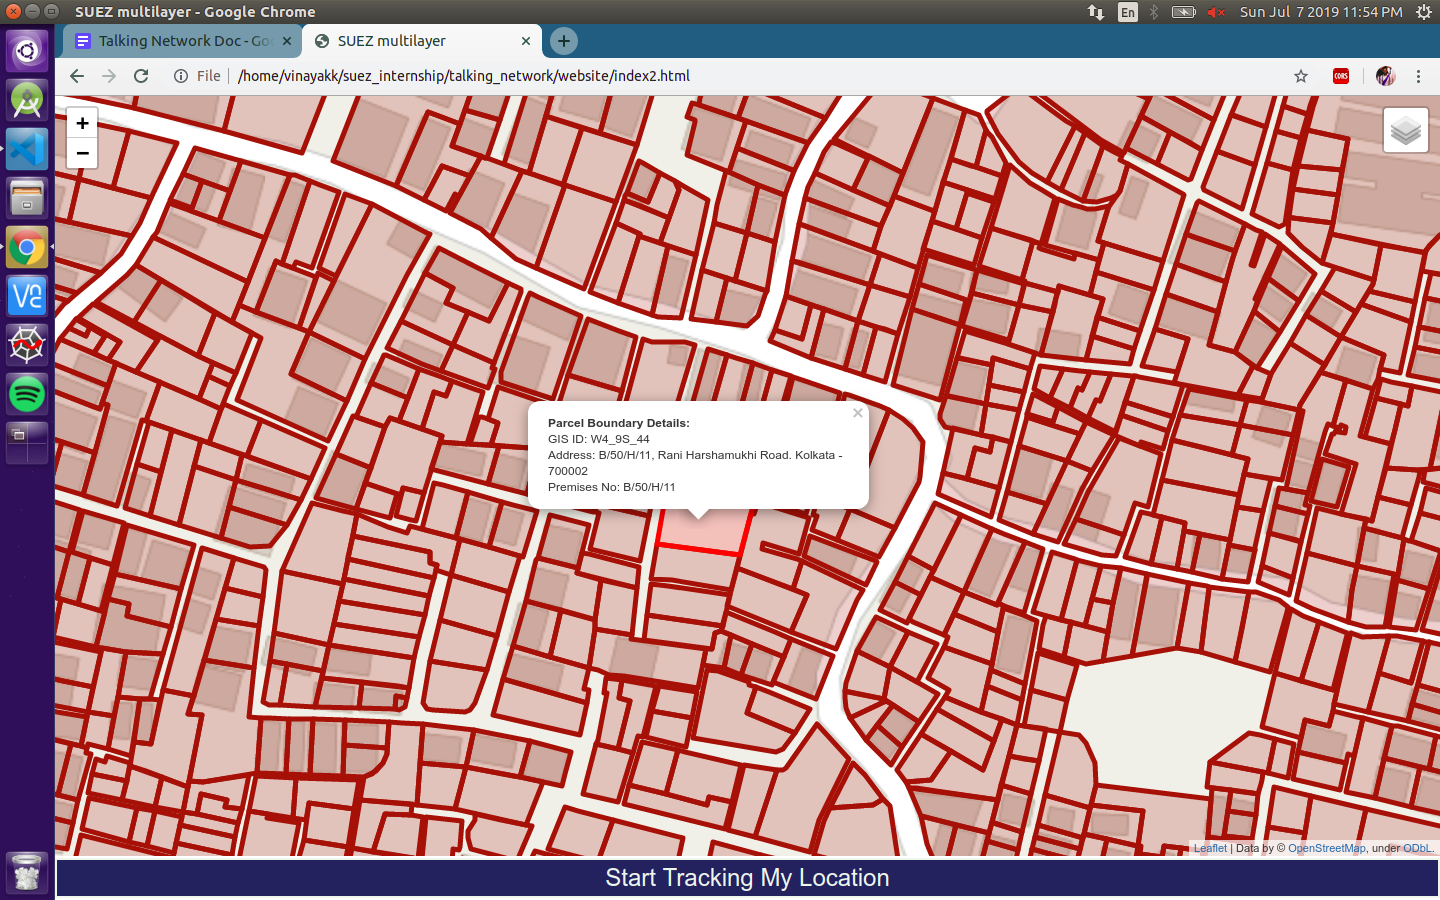 SUEZ multilayer - Google Chrome
En
Sun Jul 7 2019 11:54 PM
Talking Network Doc - Goo
SUEZ multilayer
File
/home/vinayakk/suez_internship/talking_network/website/index2.html
CORS
+
−
Parcel Boundary Details:
GIS ID: W4_9S_44
Address: B/50/H/11, Rani Harshamukhi Road. Kolkata -
700002
Premises No: B/50/H/11
Leaflet | Data by © OpenStreetMap, under ODbL.
Start Tracking My Location